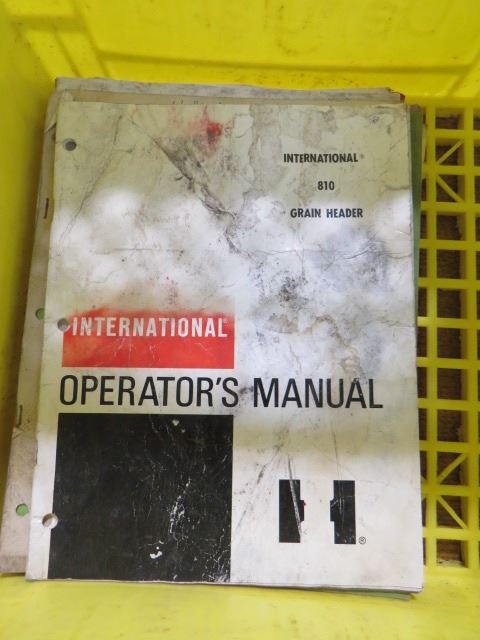 INTERNATIONAL®
810
GRAIN HEADER
INTERNATIONAL®
OPERATOR'S MANUAL
®